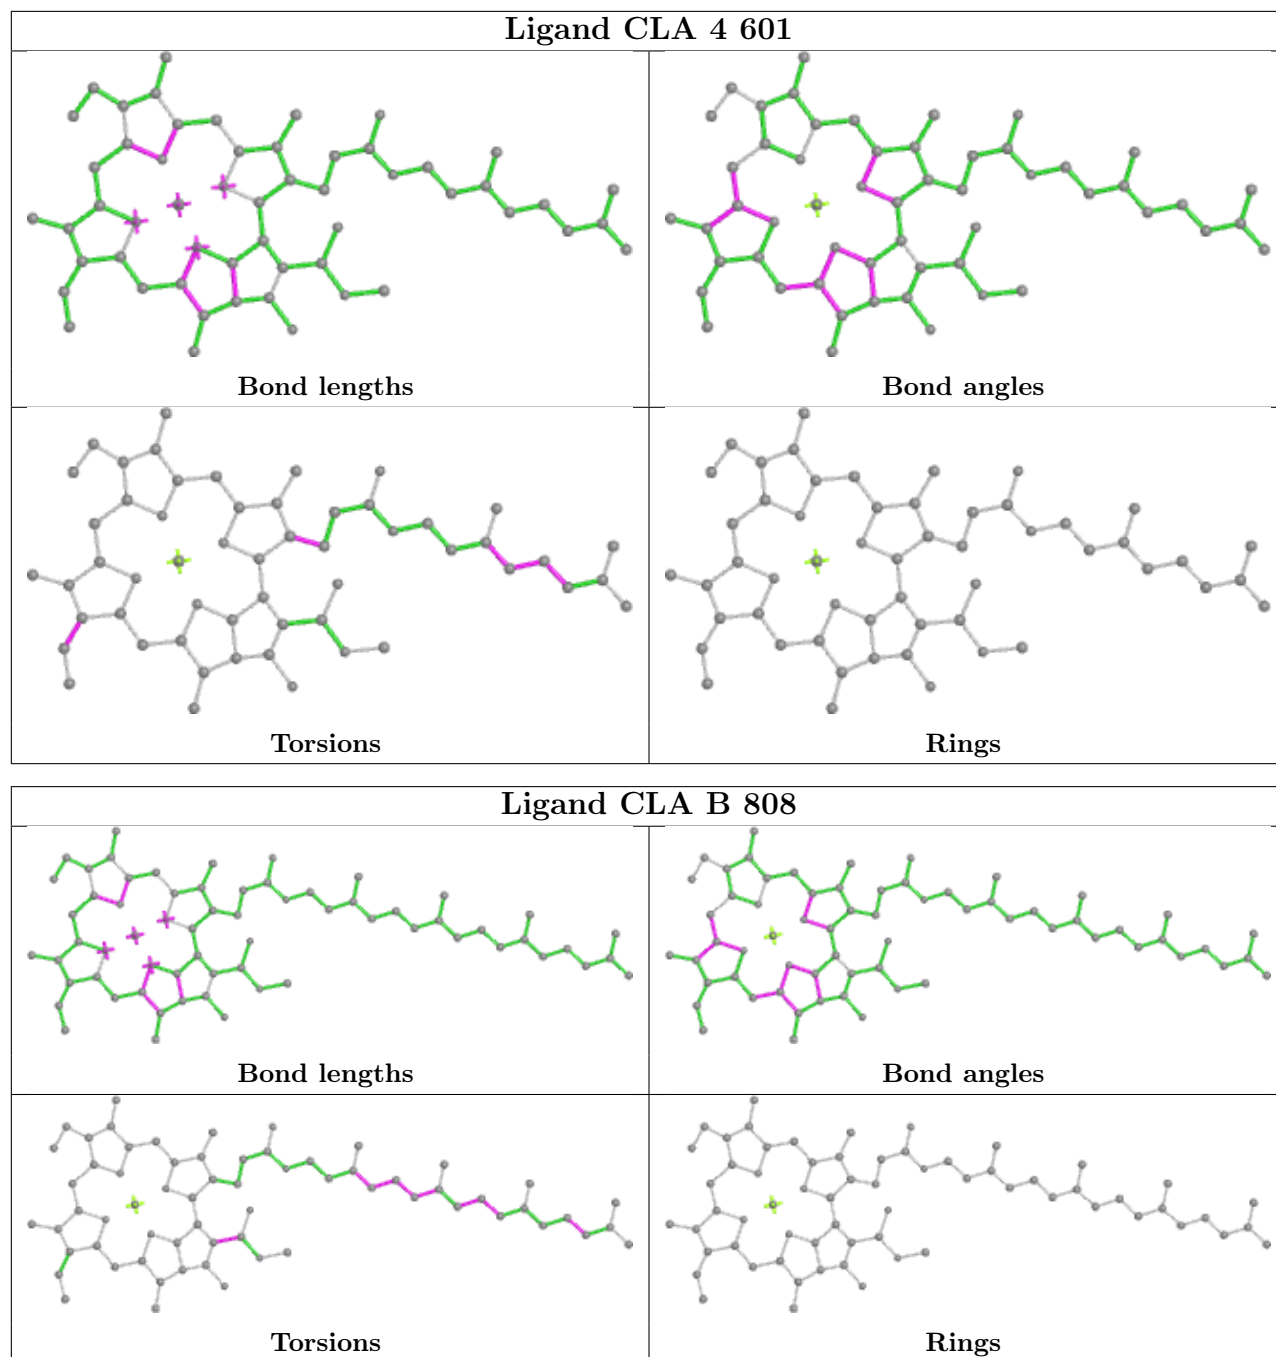 Ligand CLA 4 601
Bond lengths
Bond angles
Torsions
Rings
Ligand CLA B 808
Bond lengths
Bond angles
Torsions
Rings